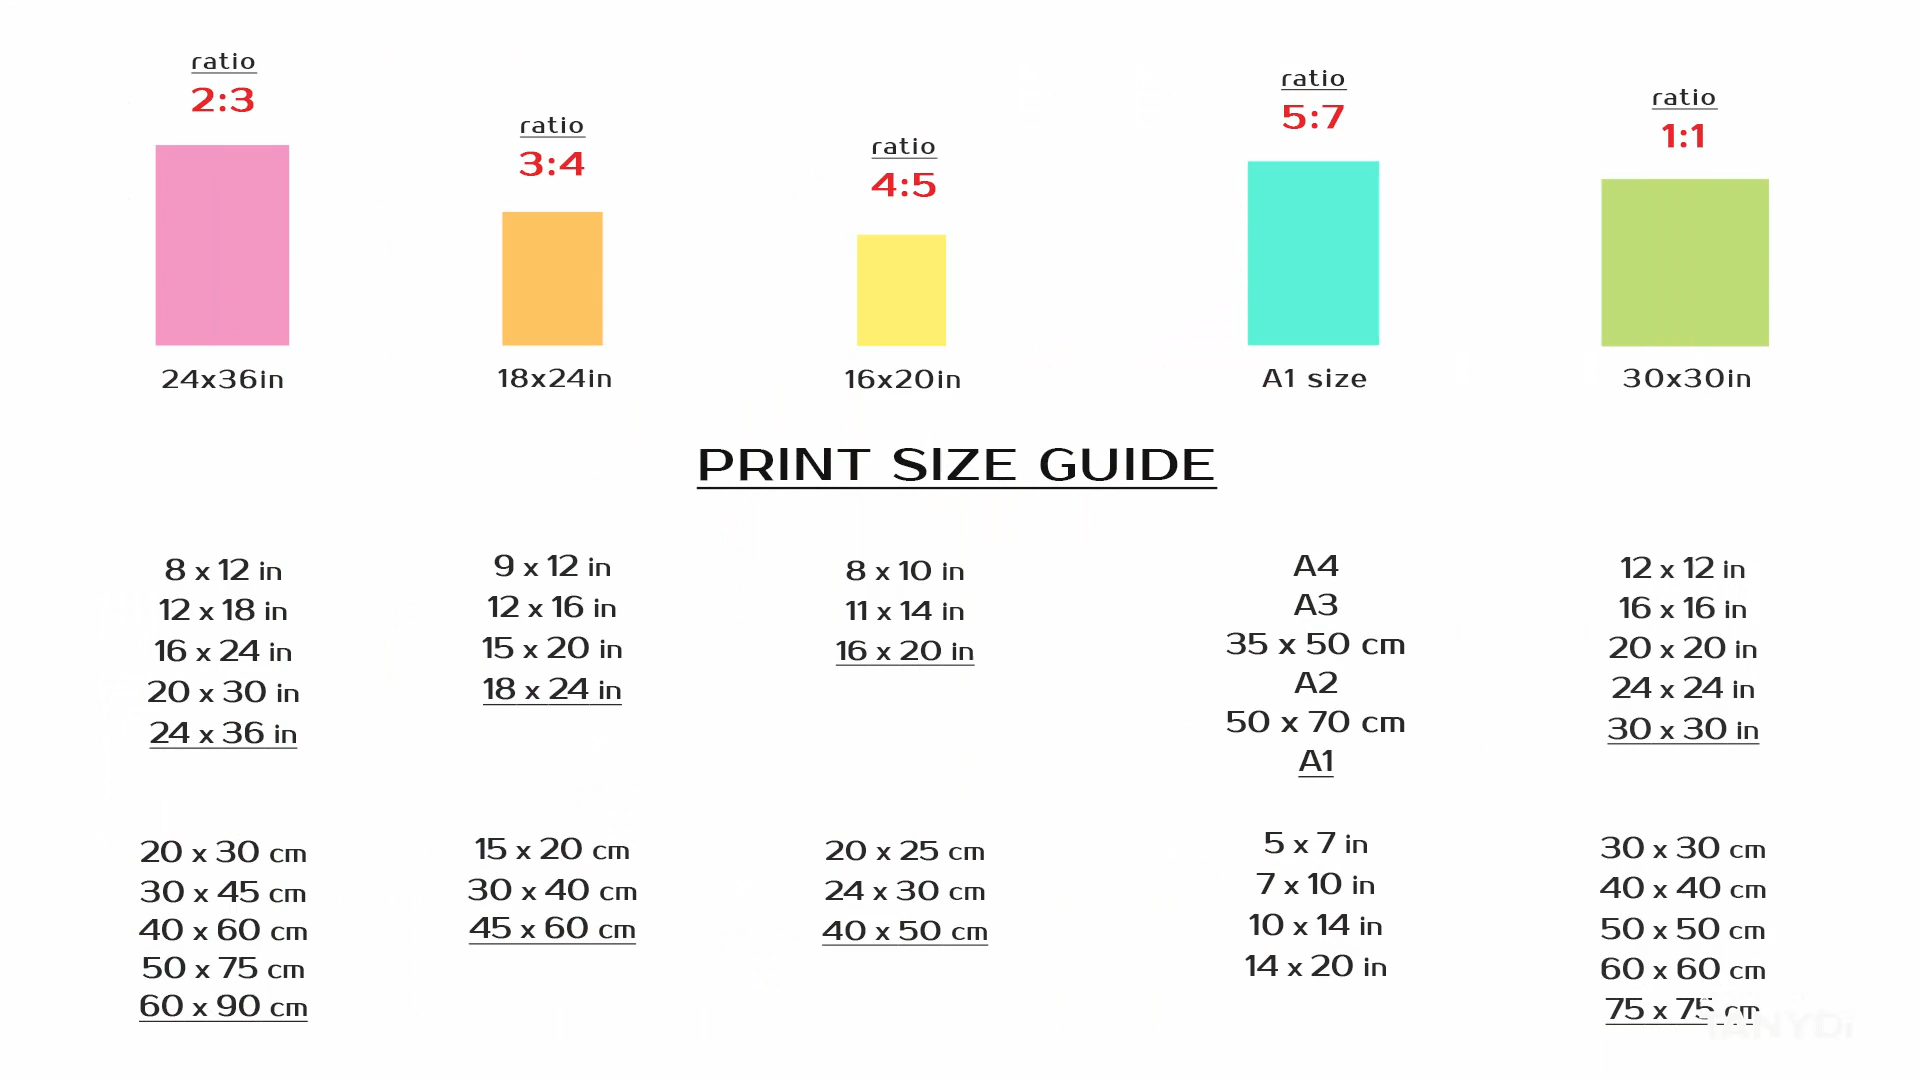 ratio
2:3
24x36in
ratio
3:4
18x24in
ratio
4:5
16x20in
ratio
5:7
A1 size
ratio
1:1
30x30in
PRINT SIZE GUIDE
8 x 12 in
12 x 18 in
16 x 24 in
20 x 30 in
24 x 36 in
20 x 30 cm
30 x 45 cm
40 x 60 cm
50 x 75 cm
60 x 90 cm
9 x 12 in
12 x 16 in
15 x 20 in
18 x 24 in
15 x 20 cm
30 x 40 cm
45 x 60 cm
8 x 10 in
11 x 14 in
16 x 20 in
20 x 25 cm
24 x 30 cm
40 x 50 cm
A4
A3
35 x 50 cm
A2
50 x 70 cm
A1
5 x 7 in
7 x 10 in
10 x 14 in
14 x 20 in
12 x 12 in
16 x 16 in
20 x 20 in
24 x 24 in
30 x 30 in
30 x 30 cm
40 x 40 cm
50 x 50 cm
60 x 60 cm
75 x 75 cm